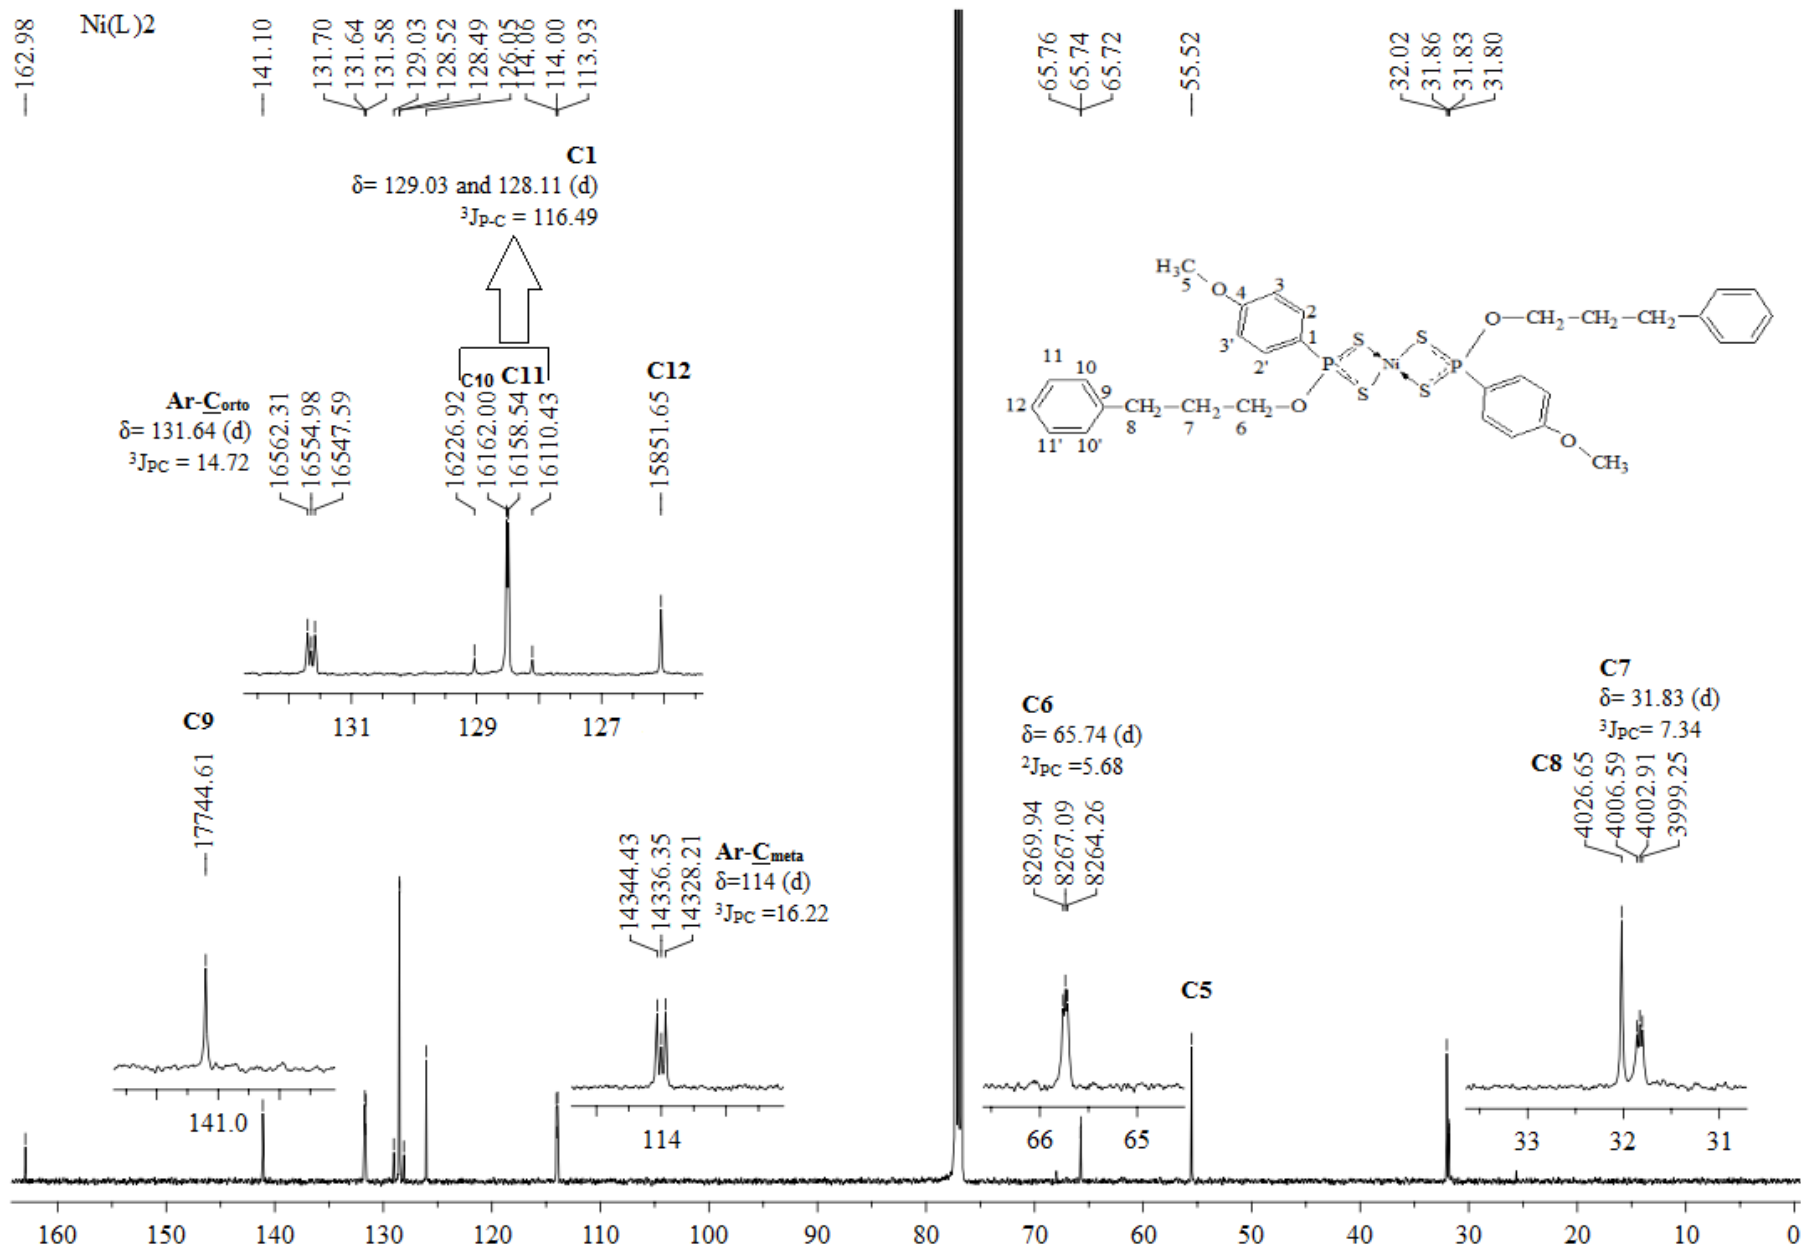 Ni(L)2
162.98
141.10
131.70
131.64
131.58
129.03
128.52
128.49
126.05
114.06
114.00
113.93
65.76
65.74
65.72
55.52
32.02
31.86
31.83
31.80
C1
δ= 129.03 and 128.11 (d)
³JP-C = 116.49
Ar-Corto
δ= 131.64 (d)
³JPC = 14.72
16562.31
16554.98
16547.59
C10
C11
16226.92
16162.00
16158.54
16110.43
C12
15851.65
131
129
127
H₃C
5
O
4
3
2
1
3'
2'
P
S
S
Ni
S
S
P
O
O—CH₂—CH₂—CH₂
11
10
12
9
11'
10'
CH₂—CH₂—CH₂—O
8
7
6
O
CH₃
C9
17744.61
141.0
14344.43
14336.35
14328.21
Ar-Cmeta
δ=114 (d)
³JPC =16.22
114
C6
δ= 65.74 (d)
²JPC =5.68
8269.94
8267.09
8264.26
66
65
C5
C7
δ= 31.83 (d)
³JPC= 7.34
C8
4026.65
4006.59
4002.91
3999.25
33
32
31
160
150
140
130
120
110
100
90
80
70
60
50
40
30
20
10
0